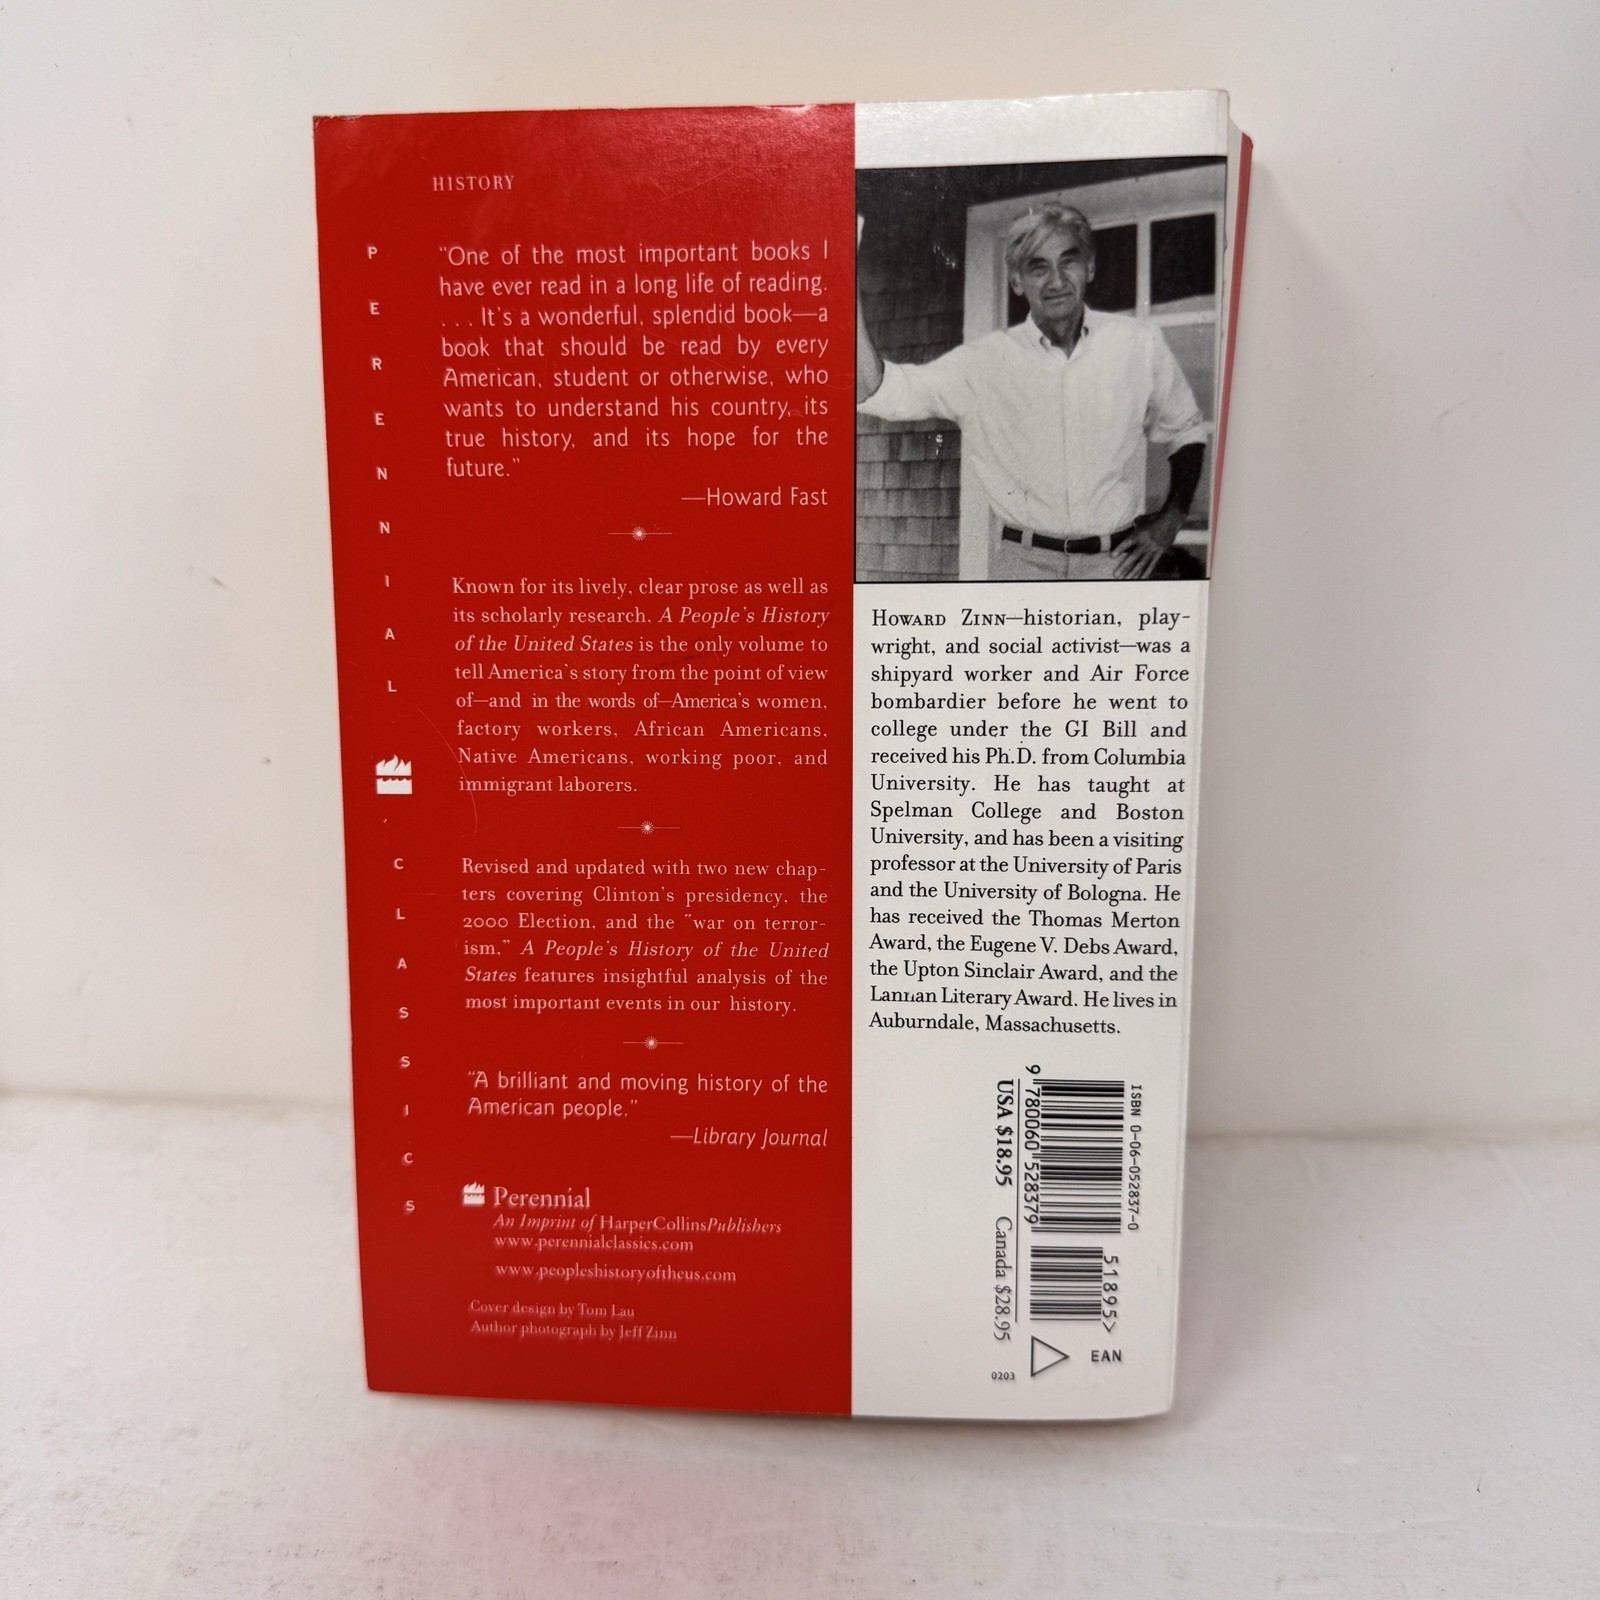 HISTORY
PERENNIAL CLASSICS
“One of the most important books I
have ever read in a long life of reading.
. . . It's a wonderful, splendid book—a
book that should be read by every
American, student or otherwise, who
wants to understand his country, its
true history, and its hope for the
future.”
—Howard Fast
Known for its lively, clear prose as well as
its scholarly research, A People's History
of the United States is the only volume to
tell America's story from the point of view
of—and in the words of—America's women,
factory workers, African Americans,
Native Americans, working poor, and
immigrant laborers.
Revised and updated with two new chap-
ters covering Clinton's presidency, the
2000 Election, and the “war on terror-
ism,” A People's History of the United
States features insightful analysis of the
most important events in our history.
“A brilliant and moving history of the
American people.”
—Library Journal
Perennial
An Imprint of HarperCollinsPublishers
www.perennialclassics.com
www.peopleshistoryoftheus.com
Cover design by Tom Lau
Author photograph by Jeff Zinn
HOWARD ZINN—historian, play-
wright, and social activist—was a
shipyard worker and Air Force
bombardier before he went to
college under the GI Bill and
received his Ph.D. from Columbia
University. He has taught at
Spelman College and Boston
University, and has been a visiting
professor at the University of Paris
and the University of Bologna. He
has received the Thomas Merton
Award, the Eugene V. Debs Award,
the Upton Sinclair Award, and the
Lannan Literary Award. He lives in
Auburndale, Massachusetts.
ISBN 0-06-052837-0
9 780060 528379
51895>
EAN
USA $18.95 Canada $28.95
0203